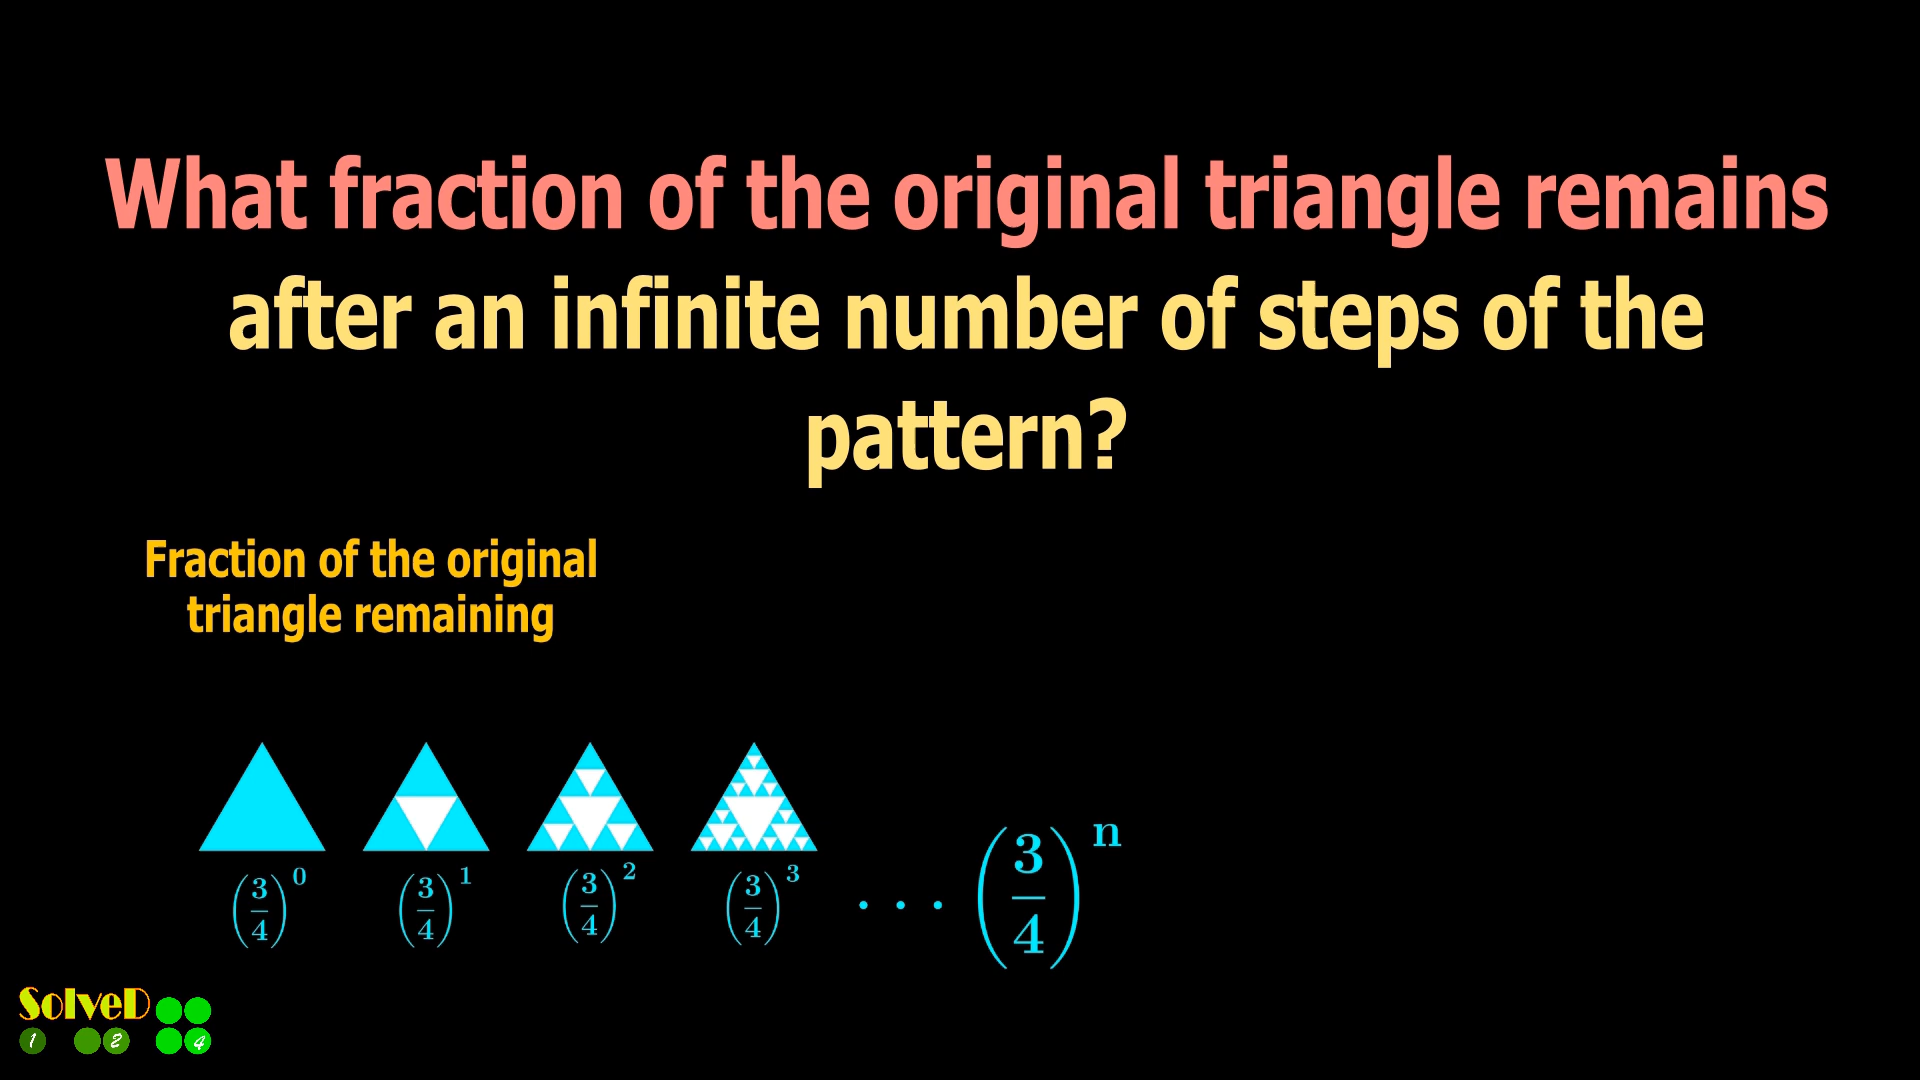 What fraction of the original triangle remains
after an infinite number of steps of the
pattern?
Fraction of the original
triangle remaining
(3/4)^0 (3/4)^1 (3/4)^2 (3/4)^3 . . . (3/4)^n
SolveD
1 2 4